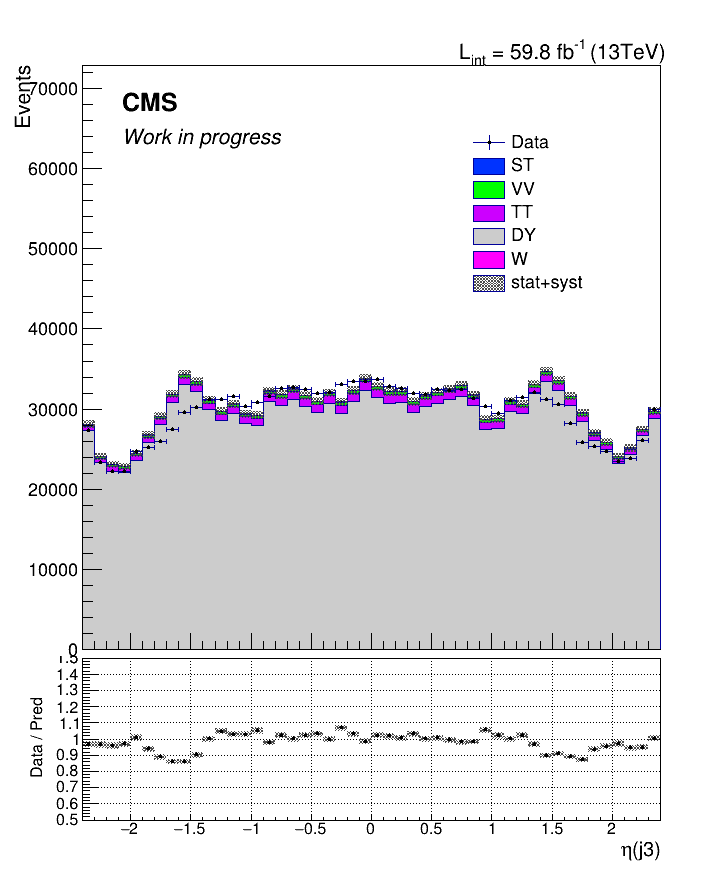 L_int = 59.8 fb^-1 (13TeV)
Events
CMS
Work in progress
Data
ST
VV
TT
DY
W
stat+syst
70000
60000
50000
40000
30000
20000
10000
0
Data / Pred
1.5
1.4
1.3
1.2
1.1
1
0.9
0.8
0.7
0.6
0.5
−2 −1.5 −1 −0.5 0 0.5 1 1.5 2
η(j3)